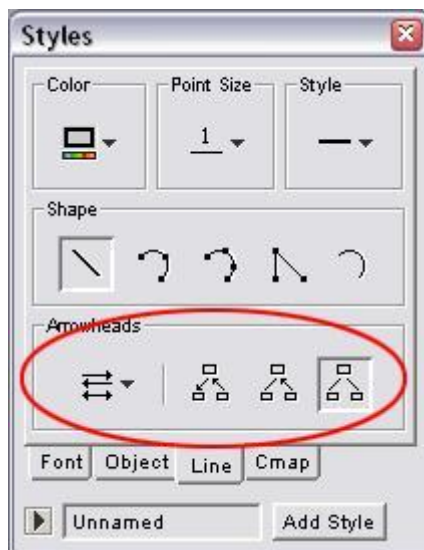 Styles
Color Point Size Style
1
Shape
Arrowheads
Font Object Line Cmap
Unnamed Add Style